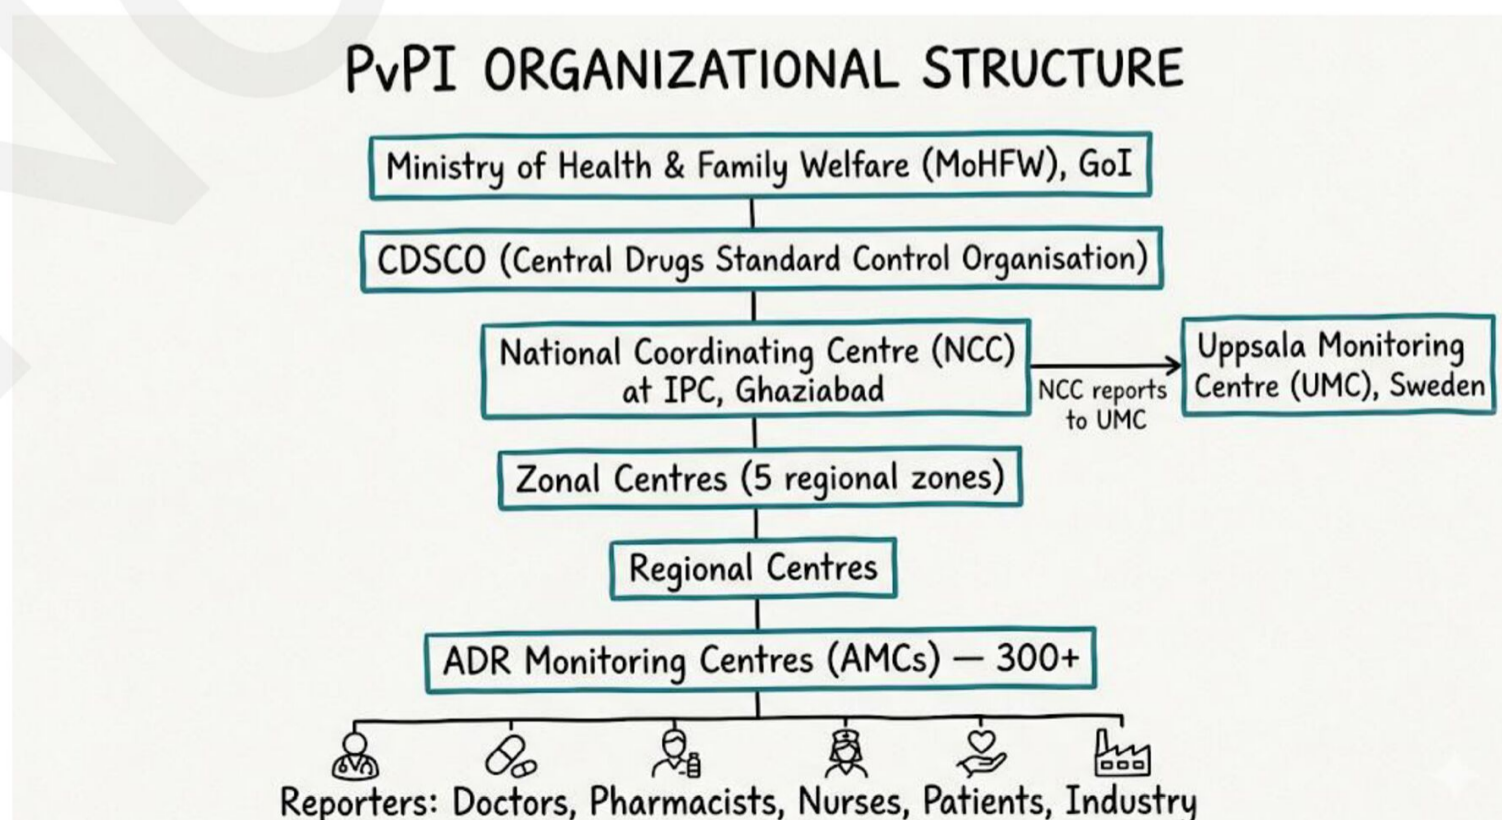 PvPI ORGANIZATIONAL STRUCTURE
Ministry of Health & Family Welfare (MoHFW), GoI
CDSCO (Central Drugs Standard Control Organisation)
National Coordinating Centre (NCC)
at IPC, Ghaziabad
NCC reports
to UMC
Uppsala Monitoring
Centre (UMC), Sweden
Zonal Centres (5 regional zones)
Regional Centres
ADR Monitoring Centres (AMCs) — 300+
Reporters: Doctors, Pharmacists, Nurses, Patients, Industry